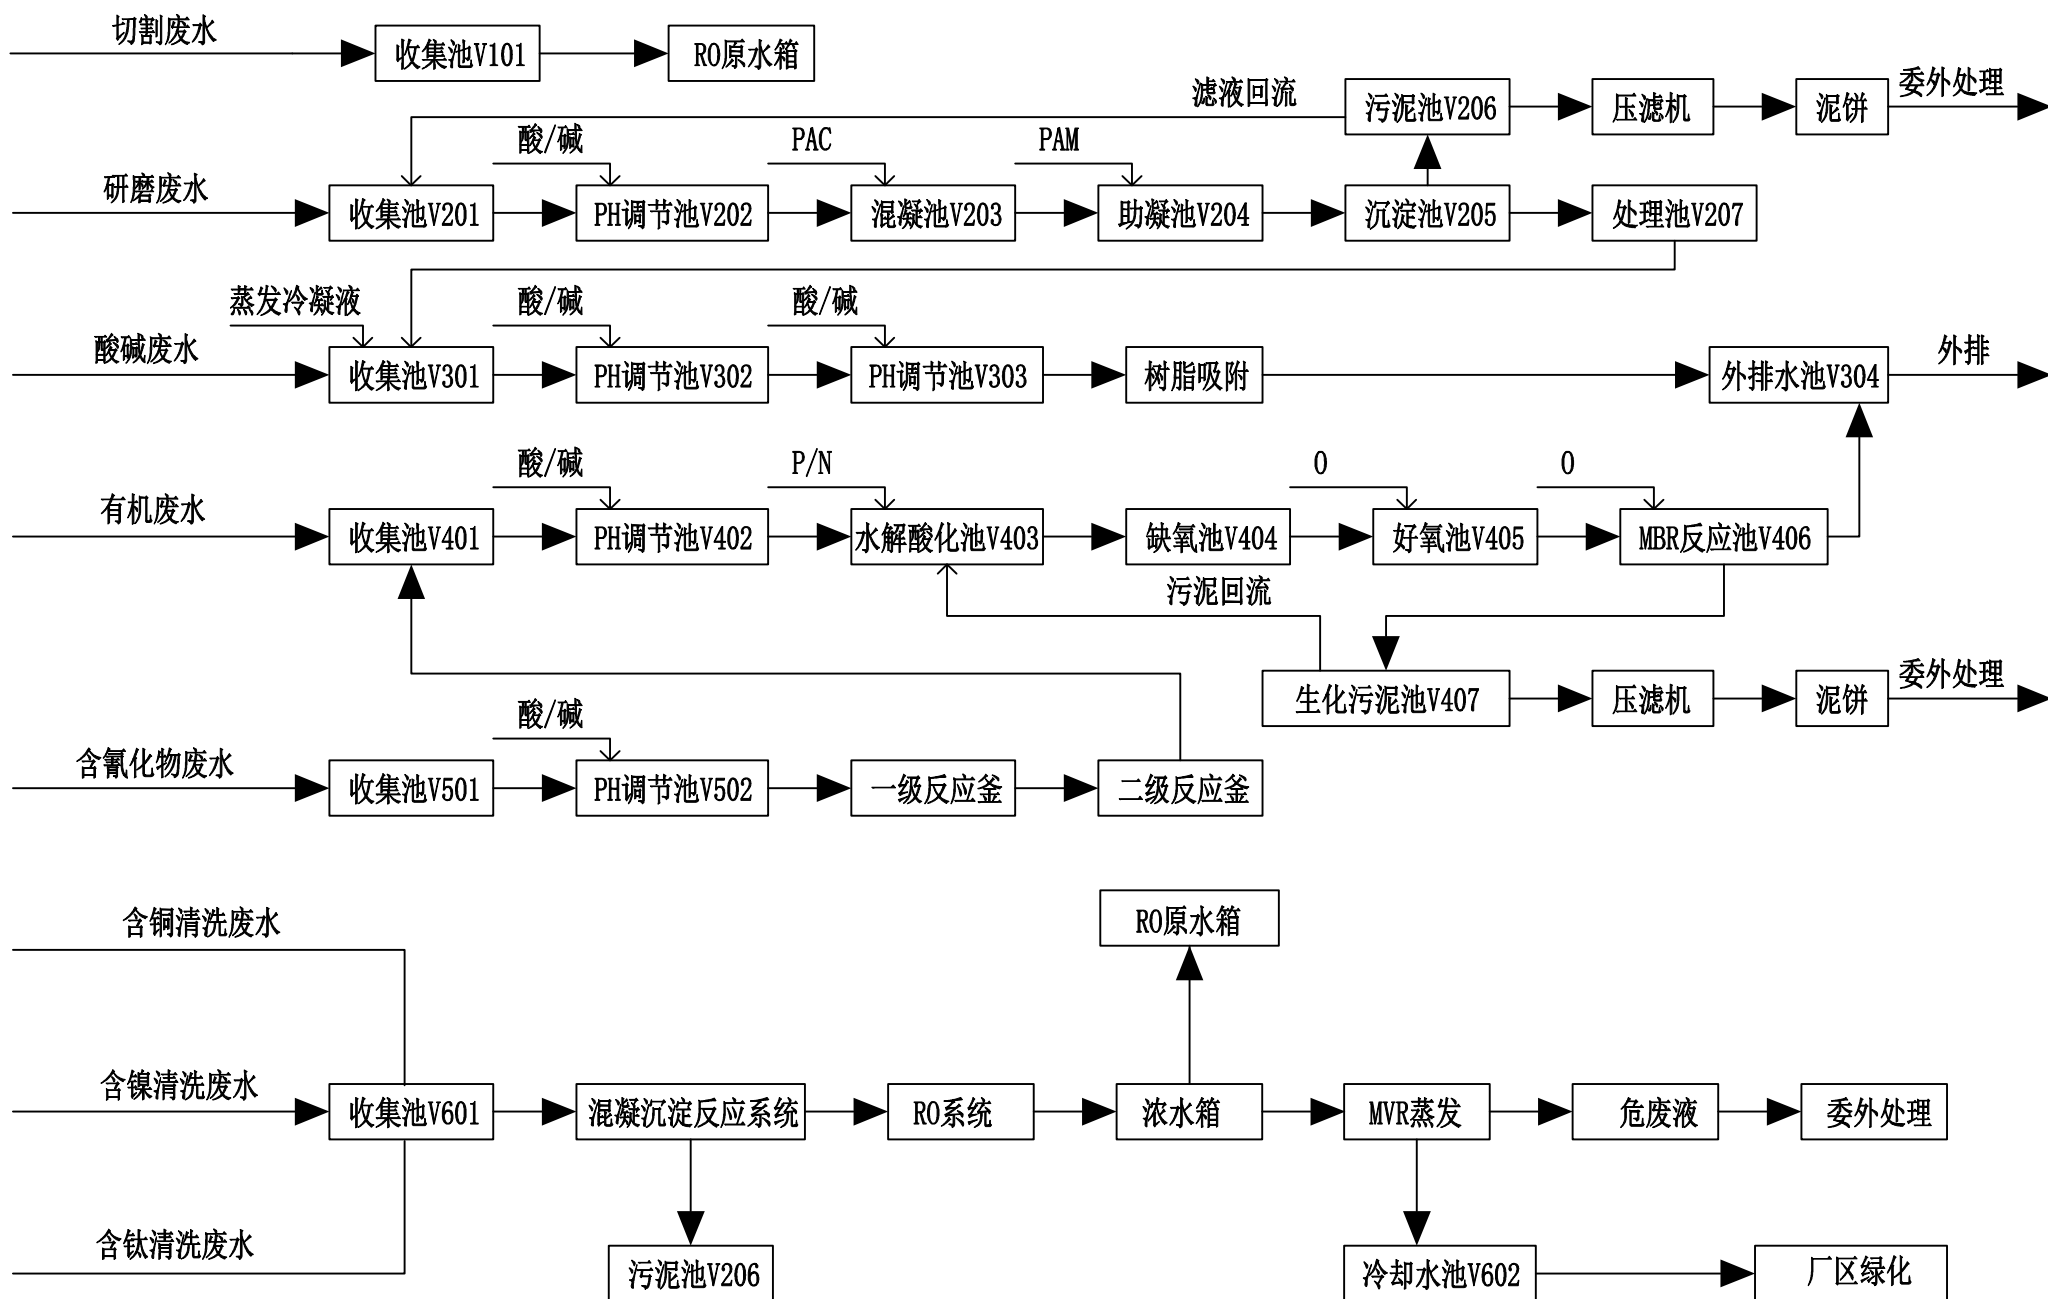 切割废水
收集池V101
RO原水箱
滤液回流
污泥池V206
压滤机
泥饼
委外处理
酸/碱
PAC
PAM
研磨废水
收集池V201
PH调节池V202
混凝池V203
助凝池V204
沉淀池V205
处理池V207
蒸发冷凝液
酸/碱
酸/碱
酸碱废水
收集池V301
PH调节池V302
PH调节池V303
树脂吸附
外排水池V304
外排
酸/碱
P/N
O
O
有机废水
收集池V401
PH调节池V402
水解酸化池V403
缺氧池V404
好氧池V405
MBR反应池V406
污泥回流
生化污泥池V407
压滤机
泥饼
委外处理
酸/碱
含氰化物废水
收集池V501
PH调节池V502
一级反应釜
二级反应釜
含铜清洗废水
RO原水箱
含镍清洗废水
收集池V601
混凝沉淀反应系统
RO系统
浓水箱
MVR蒸发
危废液
委外处理
含钛清洗废水
污泥池V206
冷却水池V602
厂区绿化